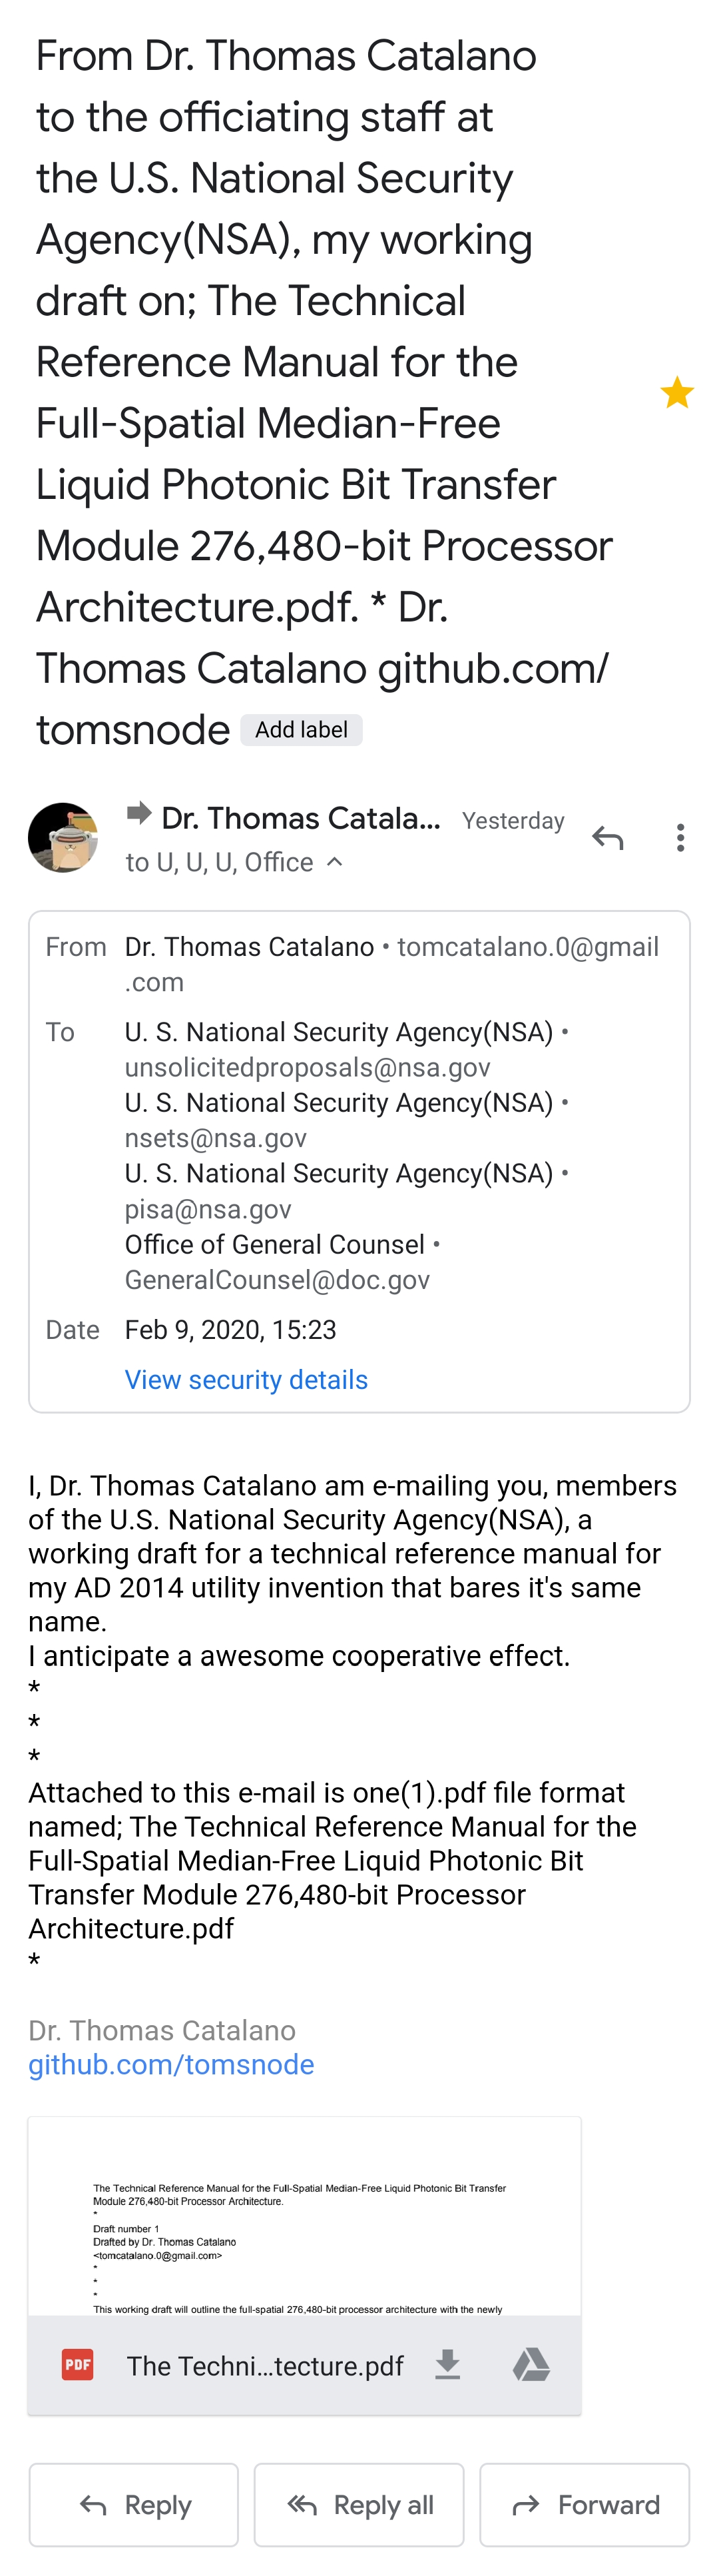 From Dr. Thomas Catalano
to the officiating staff at
the U.S. National Security
Agency(NSA), my working
draft on; The Technical
Reference Manual for the
Full-Spatial Median-Free
Liquid Photonic Bit Transfer
Module 276,480-bit Processor
Architecture.pdf. * Dr.
Thomas Catalano github.com/
tomsnode Add label
Dr. Thomas Catala... Yesterday
to U, U, U, Office
From Dr. Thomas Catalano • tomcatalano.0@gmail
.com
To U. S. National Security Agency(NSA) •
unsolicitedproposals@nsa.gov
U. S. National Security Agency(NSA) •
nsets@nsa.gov
U. S. National Security Agency(NSA) •
pisa@nsa.gov
Office of General Counsel •
GeneralCounsel@doc.gov
Date Feb 9, 2020, 15:23
View security details
I, Dr. Thomas Catalano am e-mailing you, members
of the U.S. National Security Agency(NSA), a
working draft for a technical reference manual for
my AD 2014 utility invention that bares it's same
name.
I anticipate a awesome cooperative effect.
*
*
*
Attached to this e-mail is one(1).pdf file format
named; The Technical Reference Manual for the
Full-Spatial Median-Free Liquid Photonic Bit
Transfer Module 276,480-bit Processor
Architecture.pdf
*
Dr. Thomas Catalano
github.com/tomsnode
The Technical Reference Manual for the Full-Spatial Median-Free Liquid Photonic Bit Transfer
Module 276,480-bit Processor Architecture.
*
Draft number 1
Drafted by Dr. Thomas Catalano
<tomcatalano.0@gmail.com>
*
*
*
This working draft will outline the full-spatial 276,480-bit processor architecture with the newly
PDF The Techni...tecture.pdf
Reply Reply all Forward